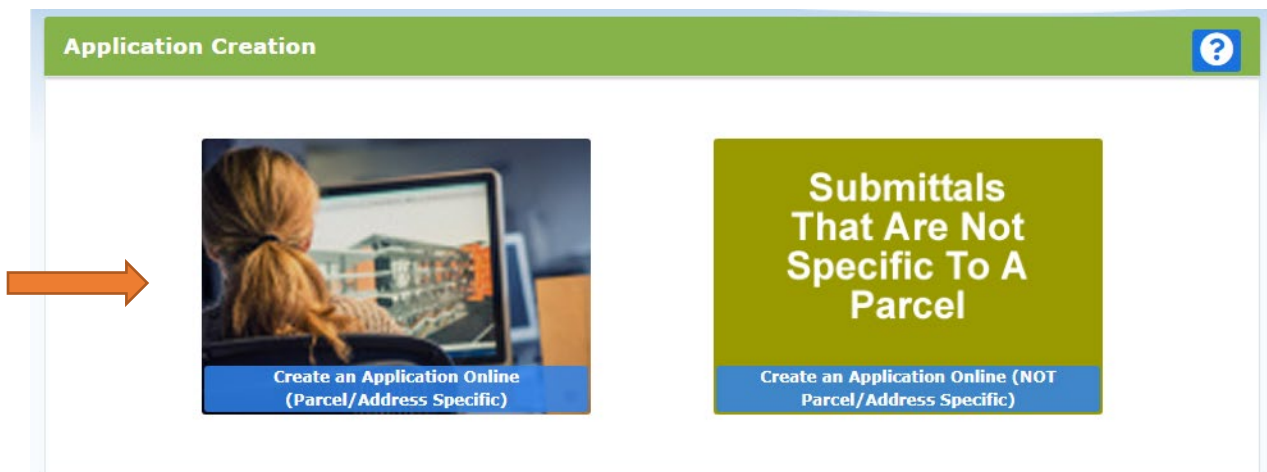 Application Creation
?
Submittals
That Are Not
Specific To A
Parcel
Create an Application Online
(Parcel/Address Specific)
Create an Application Online (NOT
Parcel/Address Specific)